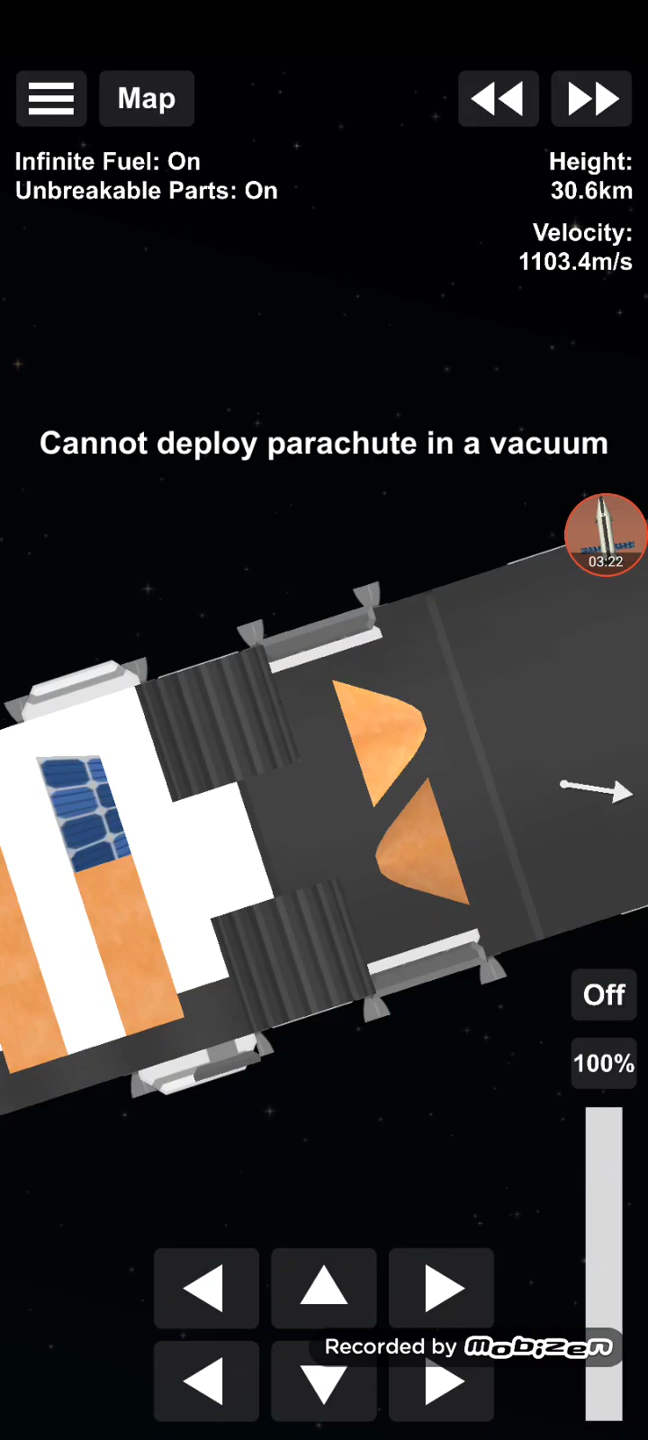 Map
Infinite Fuel: On
Unbreakable Parts: On
Height:
30.6km
Velocity:
1103.4m/s
Cannot deploy parachute in a vacuum
03:22
Off
100%
Recorded by mobizen